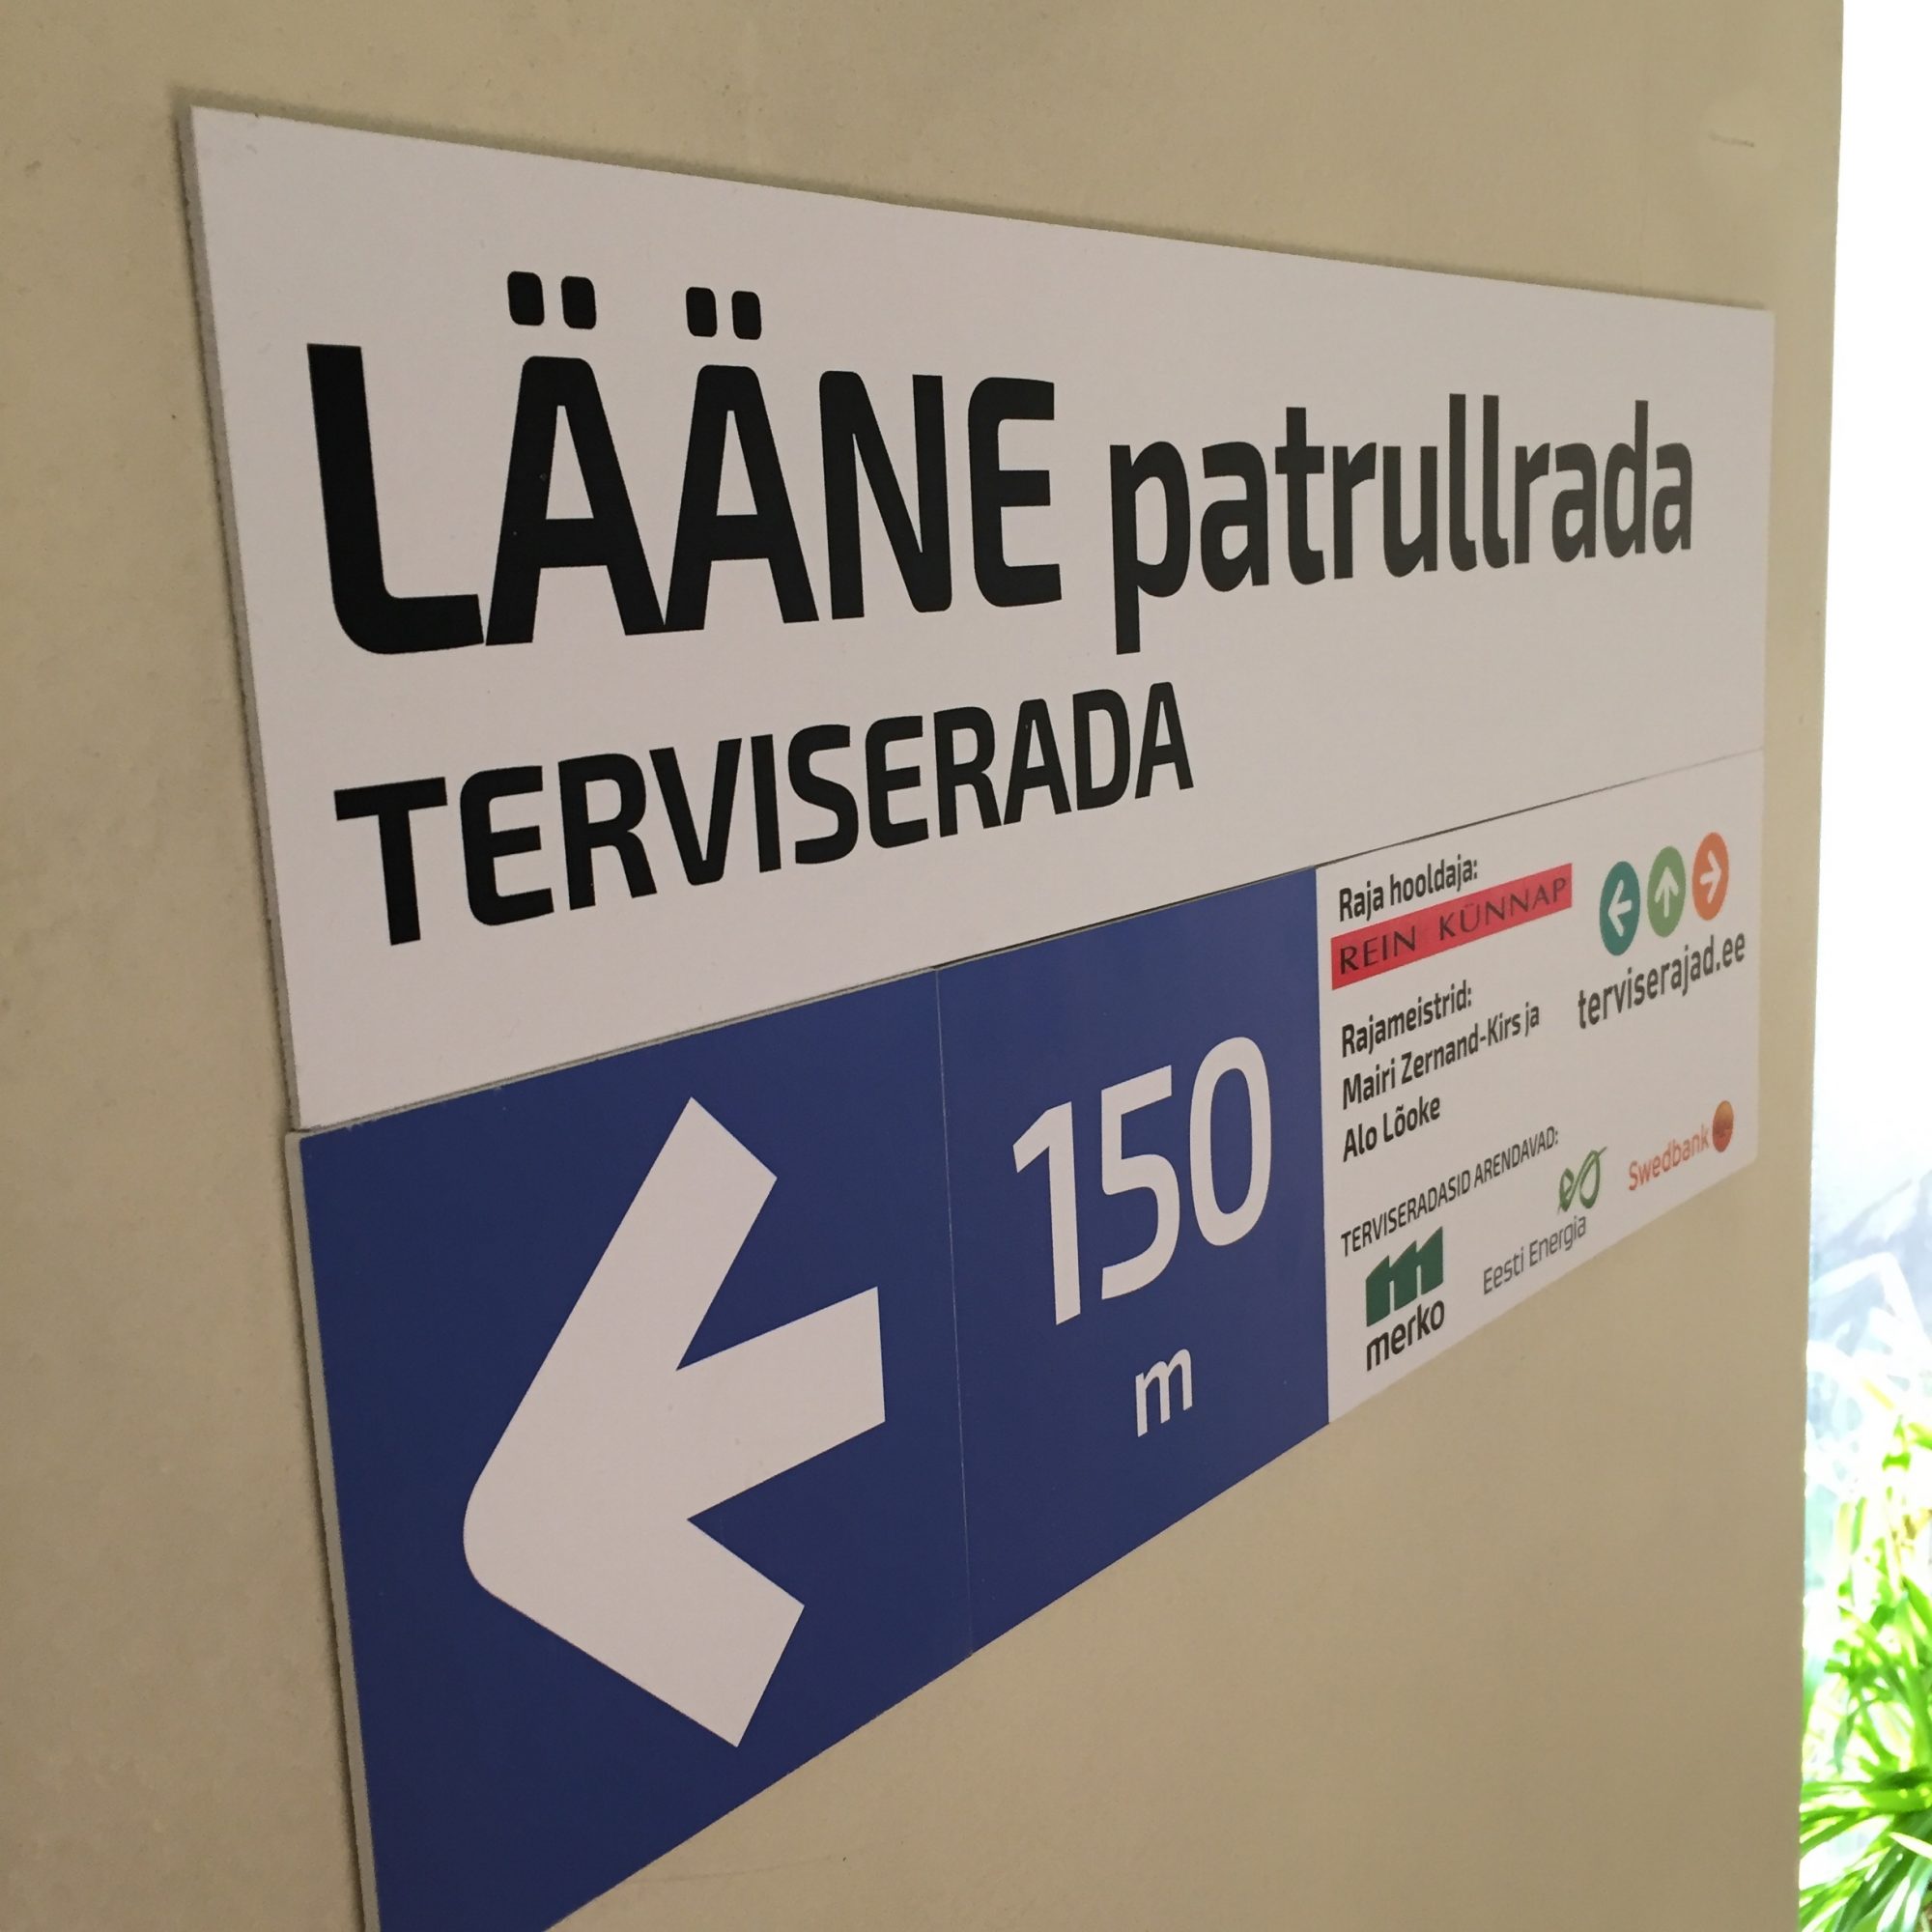 LÄÄNE patrullrada
TERVISERADA
150
m
Raja hooldaja:
REIN KÜNNAP
terviserajad.ee
Rajameistrid:
Mairi Zernand-Kirs ja
Alo Lõoke
TERVISERADASID ARENDAVAD:
merko
Eesti Energia
Swedbank